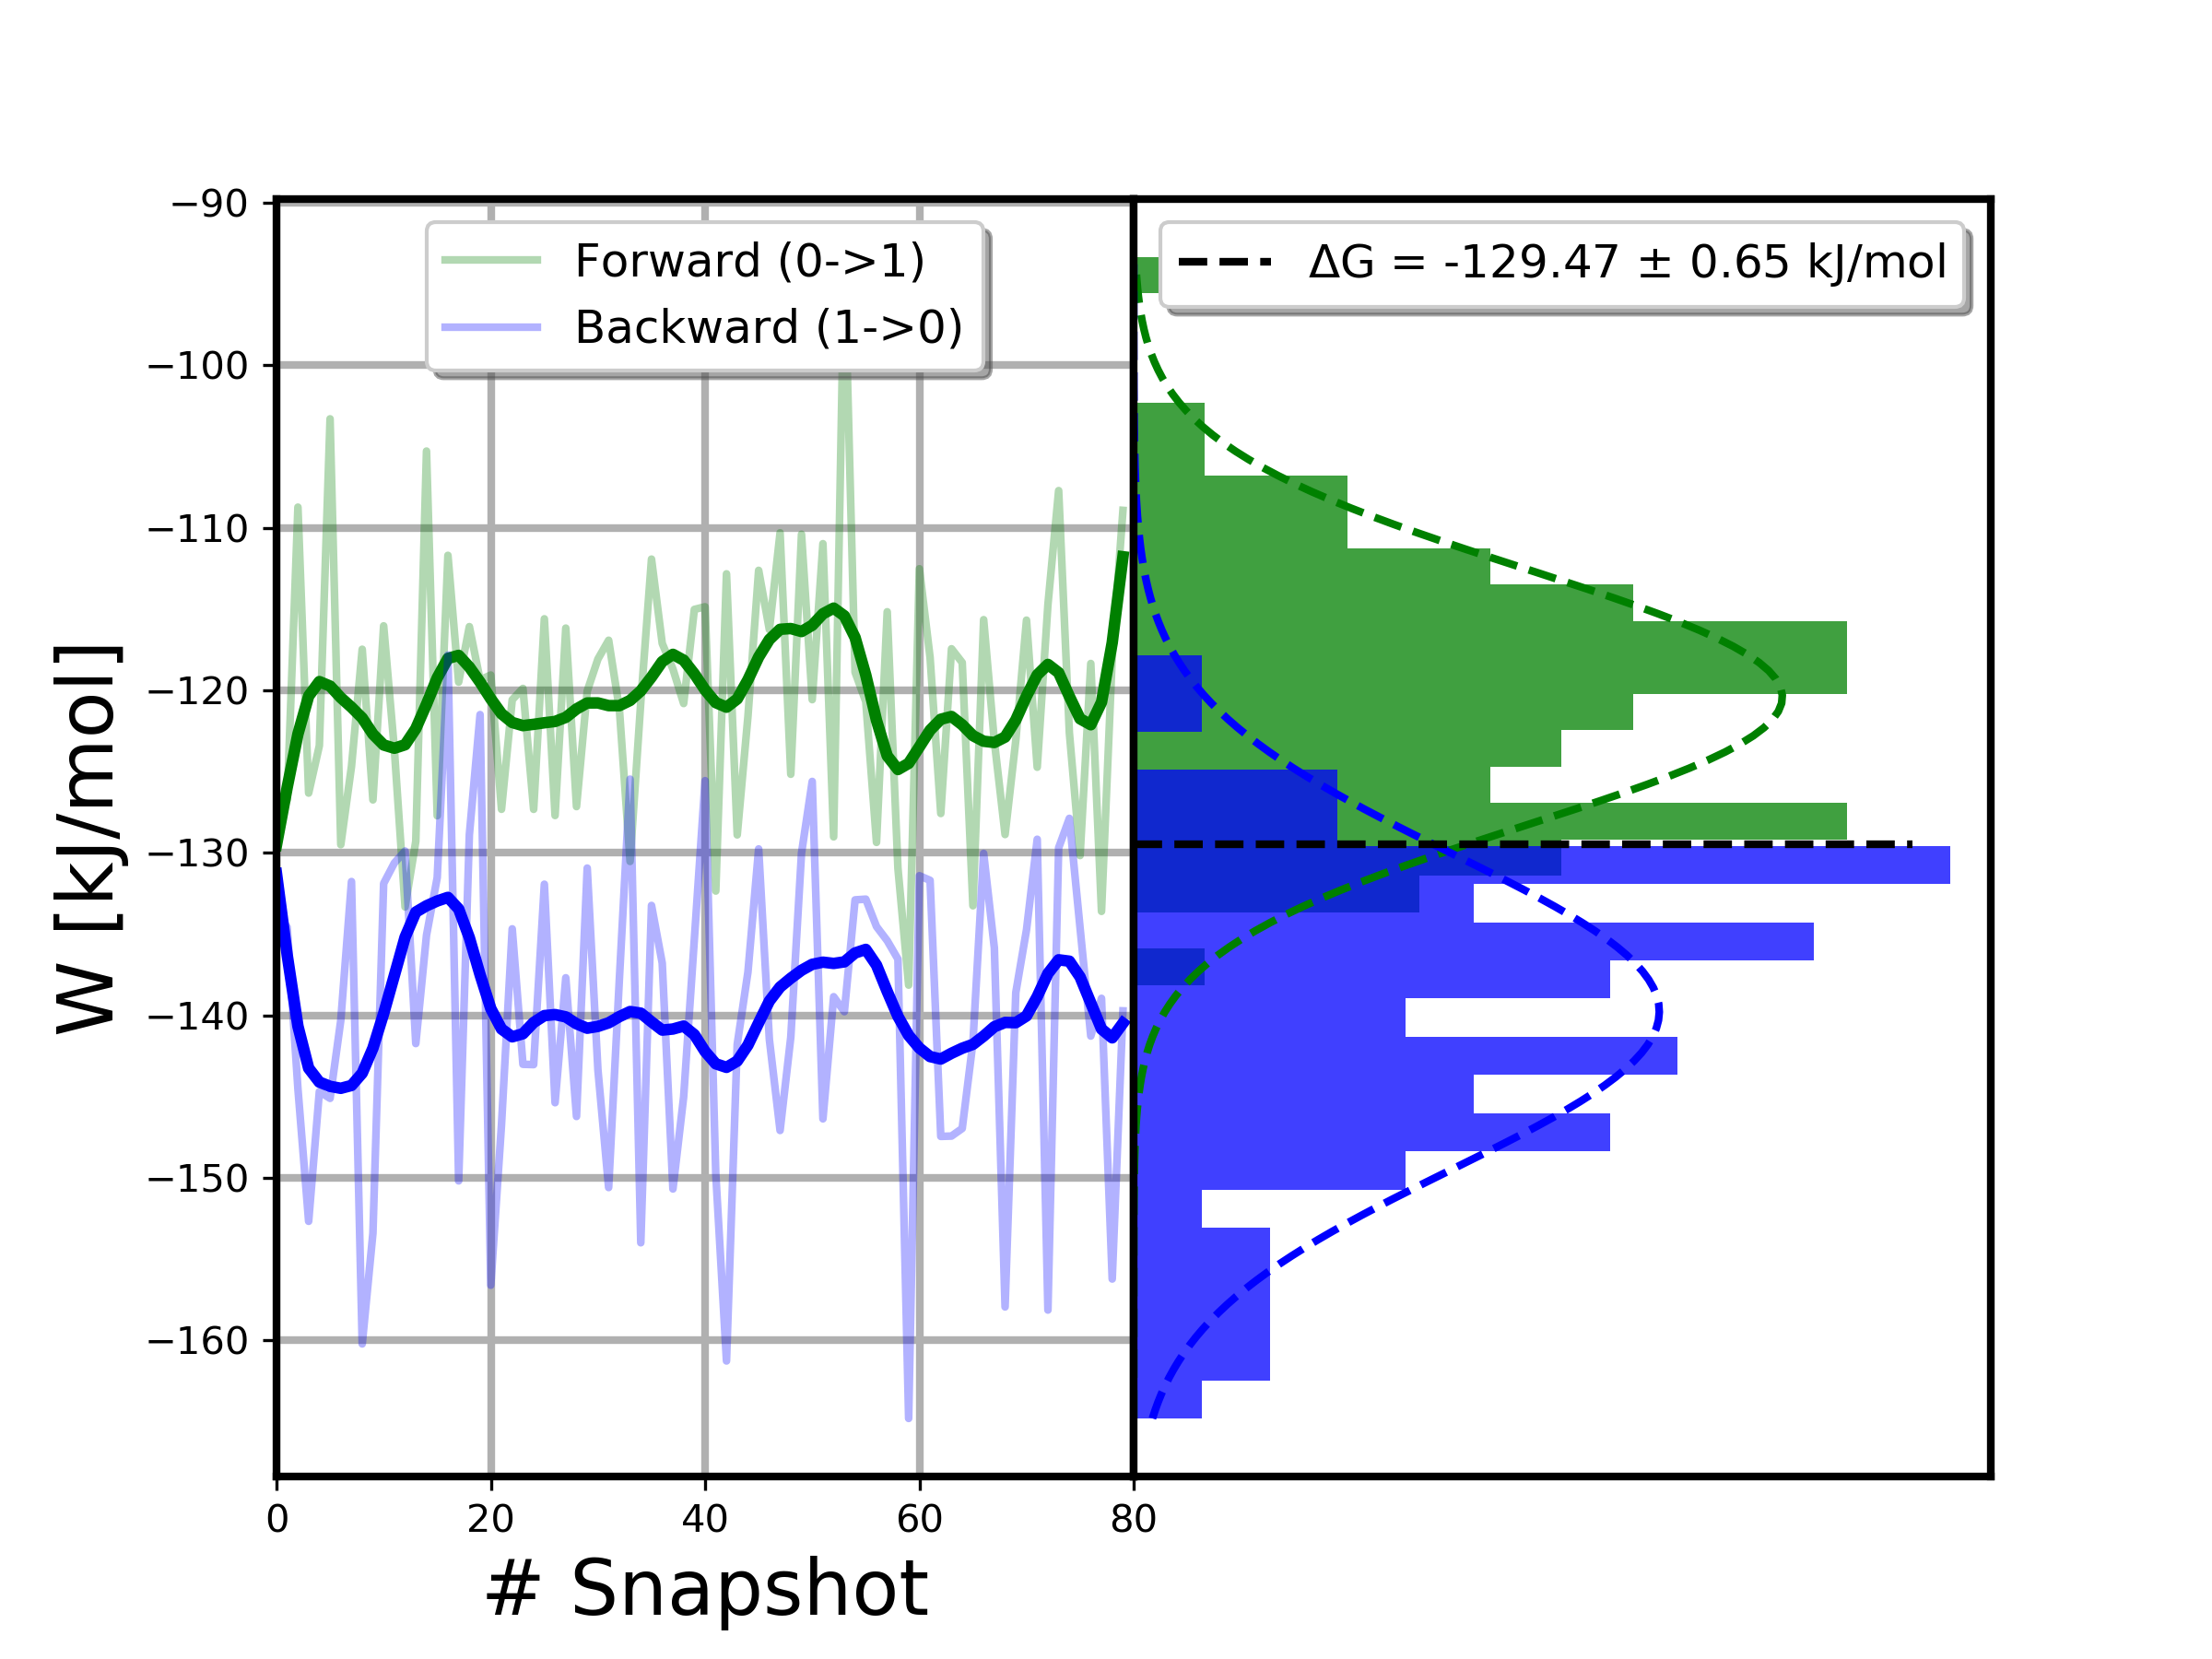 −90
−100
−110
−120
−130
−140
−150
−160
W [kJ/mol]
Forward (0->1)
Backward (1->0)
ΔG = -129.47 ± 0.65 kJ/mol
0 20 40 60 80
# Snapshot